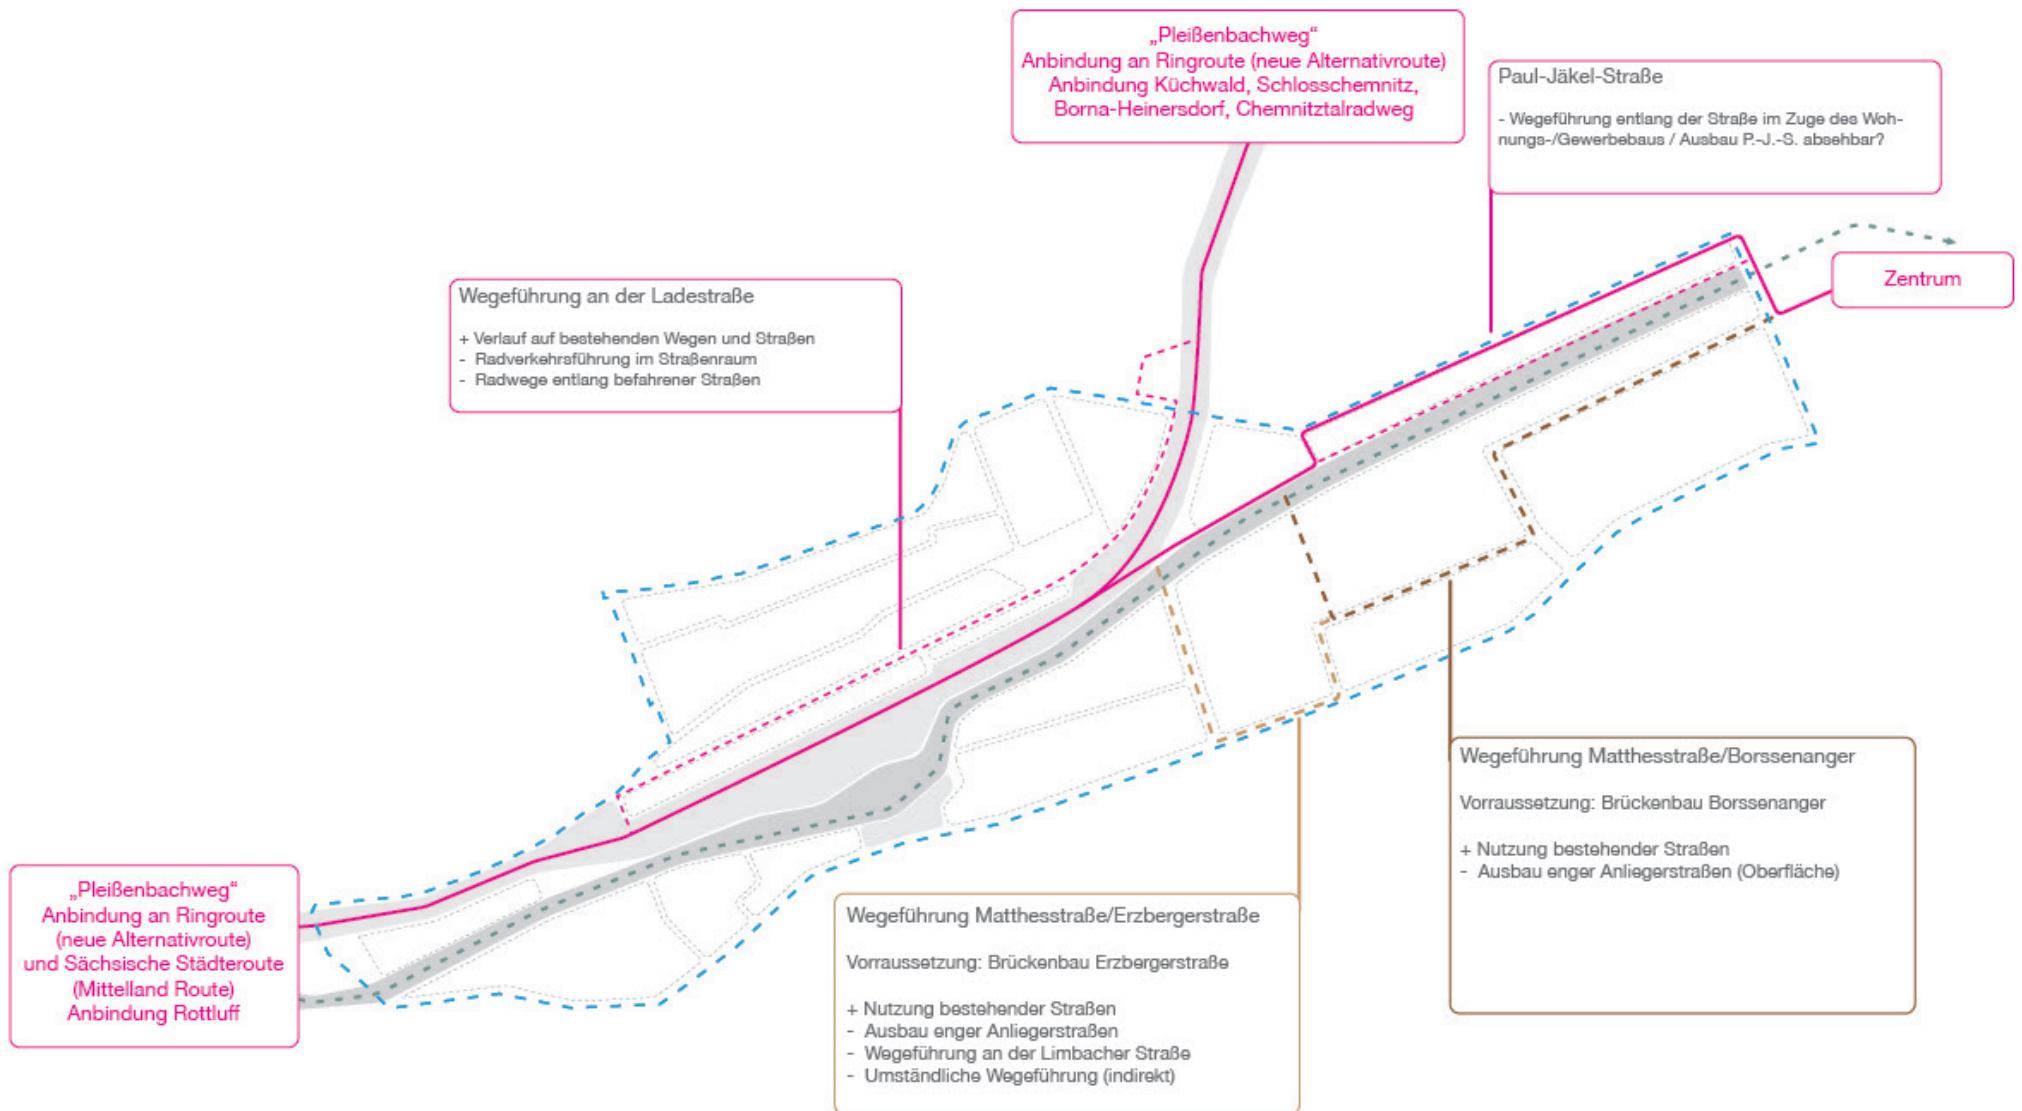 „Pleißenbachweg“
Anbindung an Ringroute (neue Alternativroute)
Anbindung Küchwald, Schlosschemnitz,
Borna-Heinersdorf, Chemnitztalradweg
Paul-Jäkel-Straße
- Wegeführung entlang der Straße im Zuge des Woh-
nungs-/Gewerbebaus / Ausbau P.-J.-S. absehbar?
Zentrum
Wegeführung an der Ladestraße
+ Verlauf auf bestehenden Wegen und Straßen
- Radverkehrsführung im Straßenraum
- Radwege entlang befahrener Straßen
Wegeführung Matthesstraße/Borssenanger
Vorraussetzung: Brückenbau Borssenanger
+ Nutzung bestehender Straßen
- Ausbau enger Anliegerstraßen (Oberfläche)
„Pleißenbachweg“
Anbindung an Ringroute
(neue Alternativroute)
und Sächsische Städteroute
(Mittelland Route)
Anbindung Rottluff
Wegeführung Matthesstraße/Erzbergerstraße
Vorraussetzung: Brückenbau Erzbergerstraße
+ Nutzung bestehender Straßen
- Ausbau enger Anliegerstraßen
- Wegeführung an der Limbacher Straße
- Umständliche Wegeführung (indirekt)